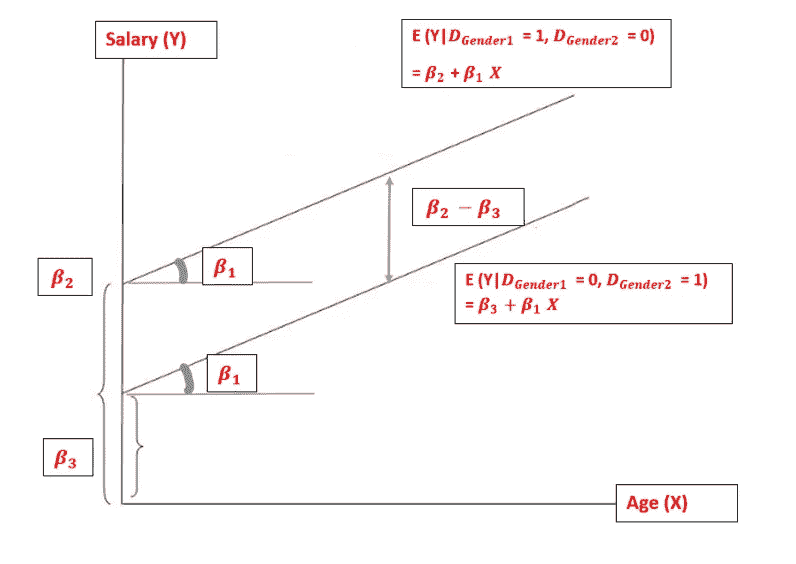 Salary (Y)
E (Y|D_Gender1 = 1, D_Gender2 = 0)
= β₂ + β₁ X
β₂ − β₃
β₁
β₂
E (Y|D_Gender1 = 0, D_Gender2 = 1)
= β₃ + β₁ X
β₁
β₃
Age (X)